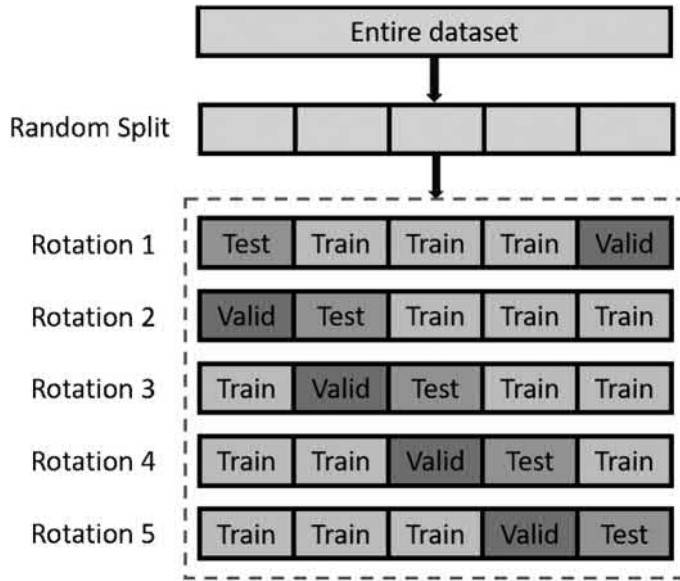 Entire dataset
Random Split
Rotation 1 Test Train Train Train Valid
Rotation 2 Valid Test Train Train Train
Rotation 3 Train Valid Test Train Train
Rotation 4 Train Train Valid Test Train
Rotation 5 Train Train Train Valid Test